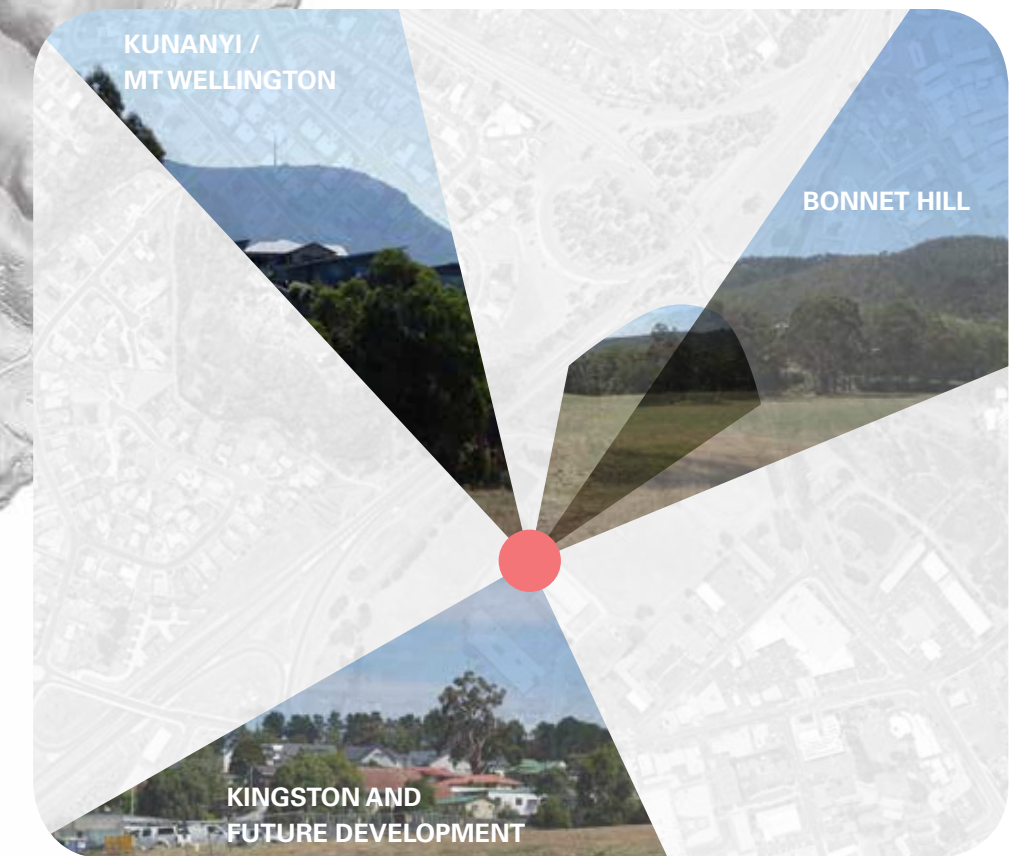 KUNANYI /
MT WELLINGTON
BONNET HILL
KINGSTON AND
FUTURE DEVELOPMENT